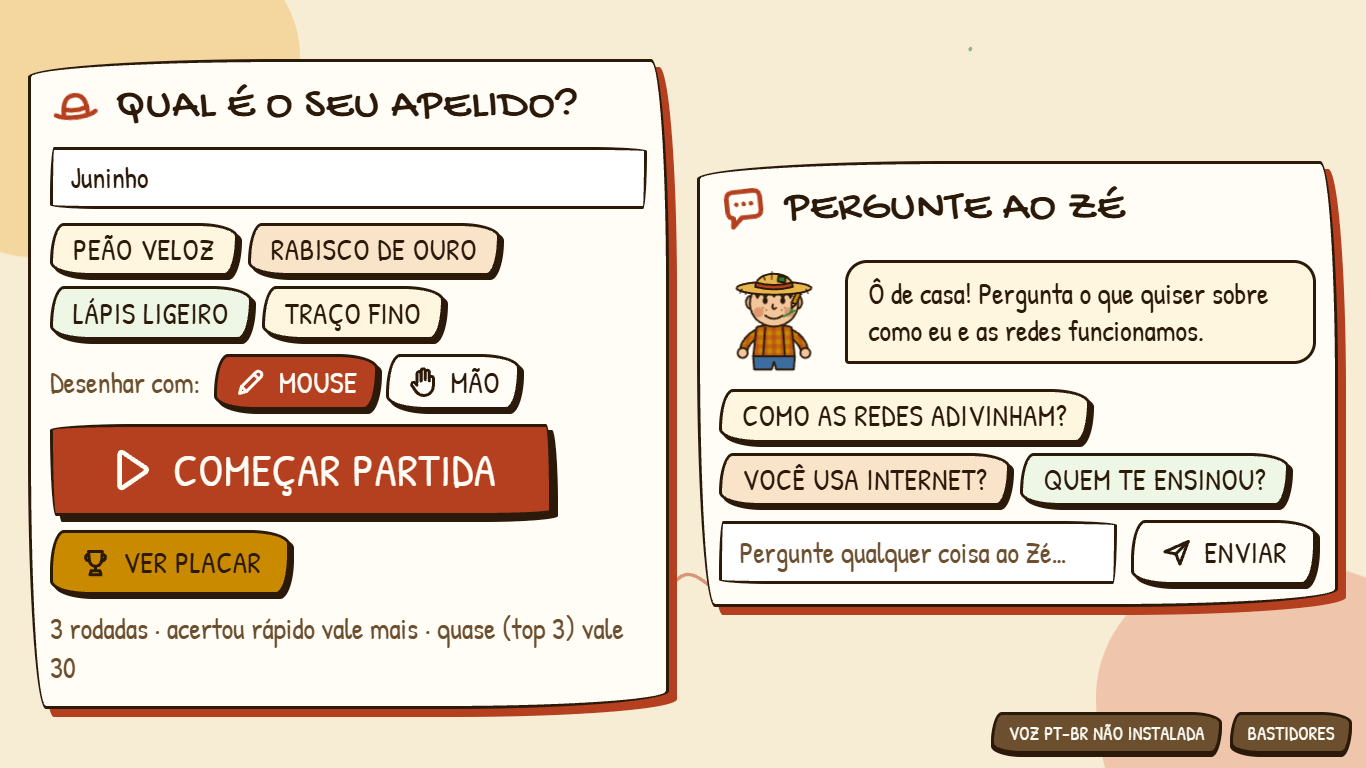 QUAL É O SEU APELIDO?
Juninho
PEÃO VELOZ
RABISCO DE OURO
LÁPIS LIGEIRO
TRAÇO FINO
Desenhar com:
MOUSE
MÃO
COMEÇAR PARTIDA
VER PLACAR
3 rodadas · acertou rápido vale mais · quase (top 3) vale
30
PERGUNTE AO ZÉ
Ô de casa! Pergunta o que quiser sobre
como eu e as redes funcionamos.
COMO AS REDES ADIVINHAM?
VOCÊ USA INTERNET?
QUEM TE ENSINOU?
Pergunte qualquer coisa ao Zé...
ENVIAR
VOZ PT-BR NÃO INSTALADA
BASTIDORES